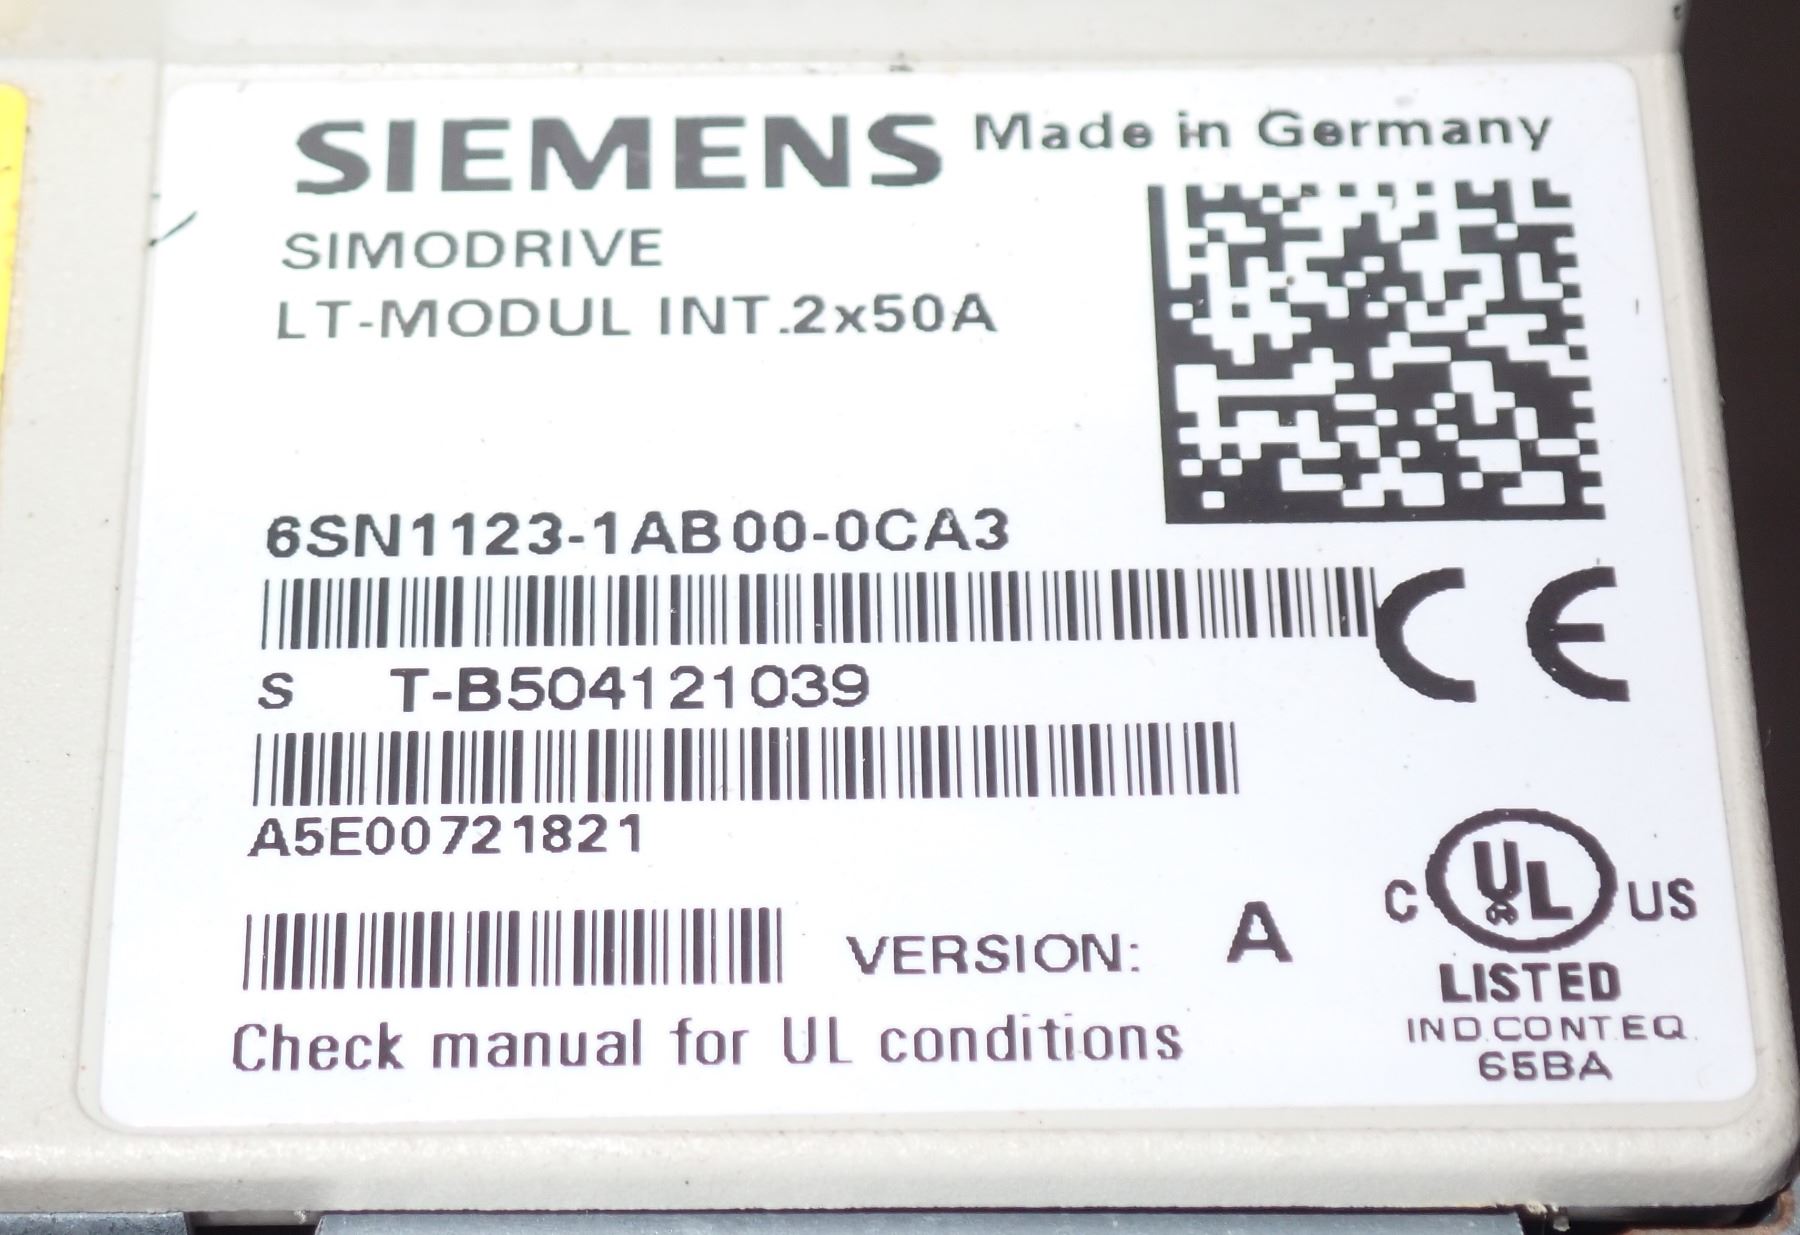 SIEMENS Made in Germany
SIMODRIVE
LT-MODUL INT.2x50A
6SN1123-1AB00-0CA3
S T-B504121039
A5E00721821
VERSION: A
Check manual for UL conditions
CE
C UL US
LISTED
IND.CONT.EQ.
65BA